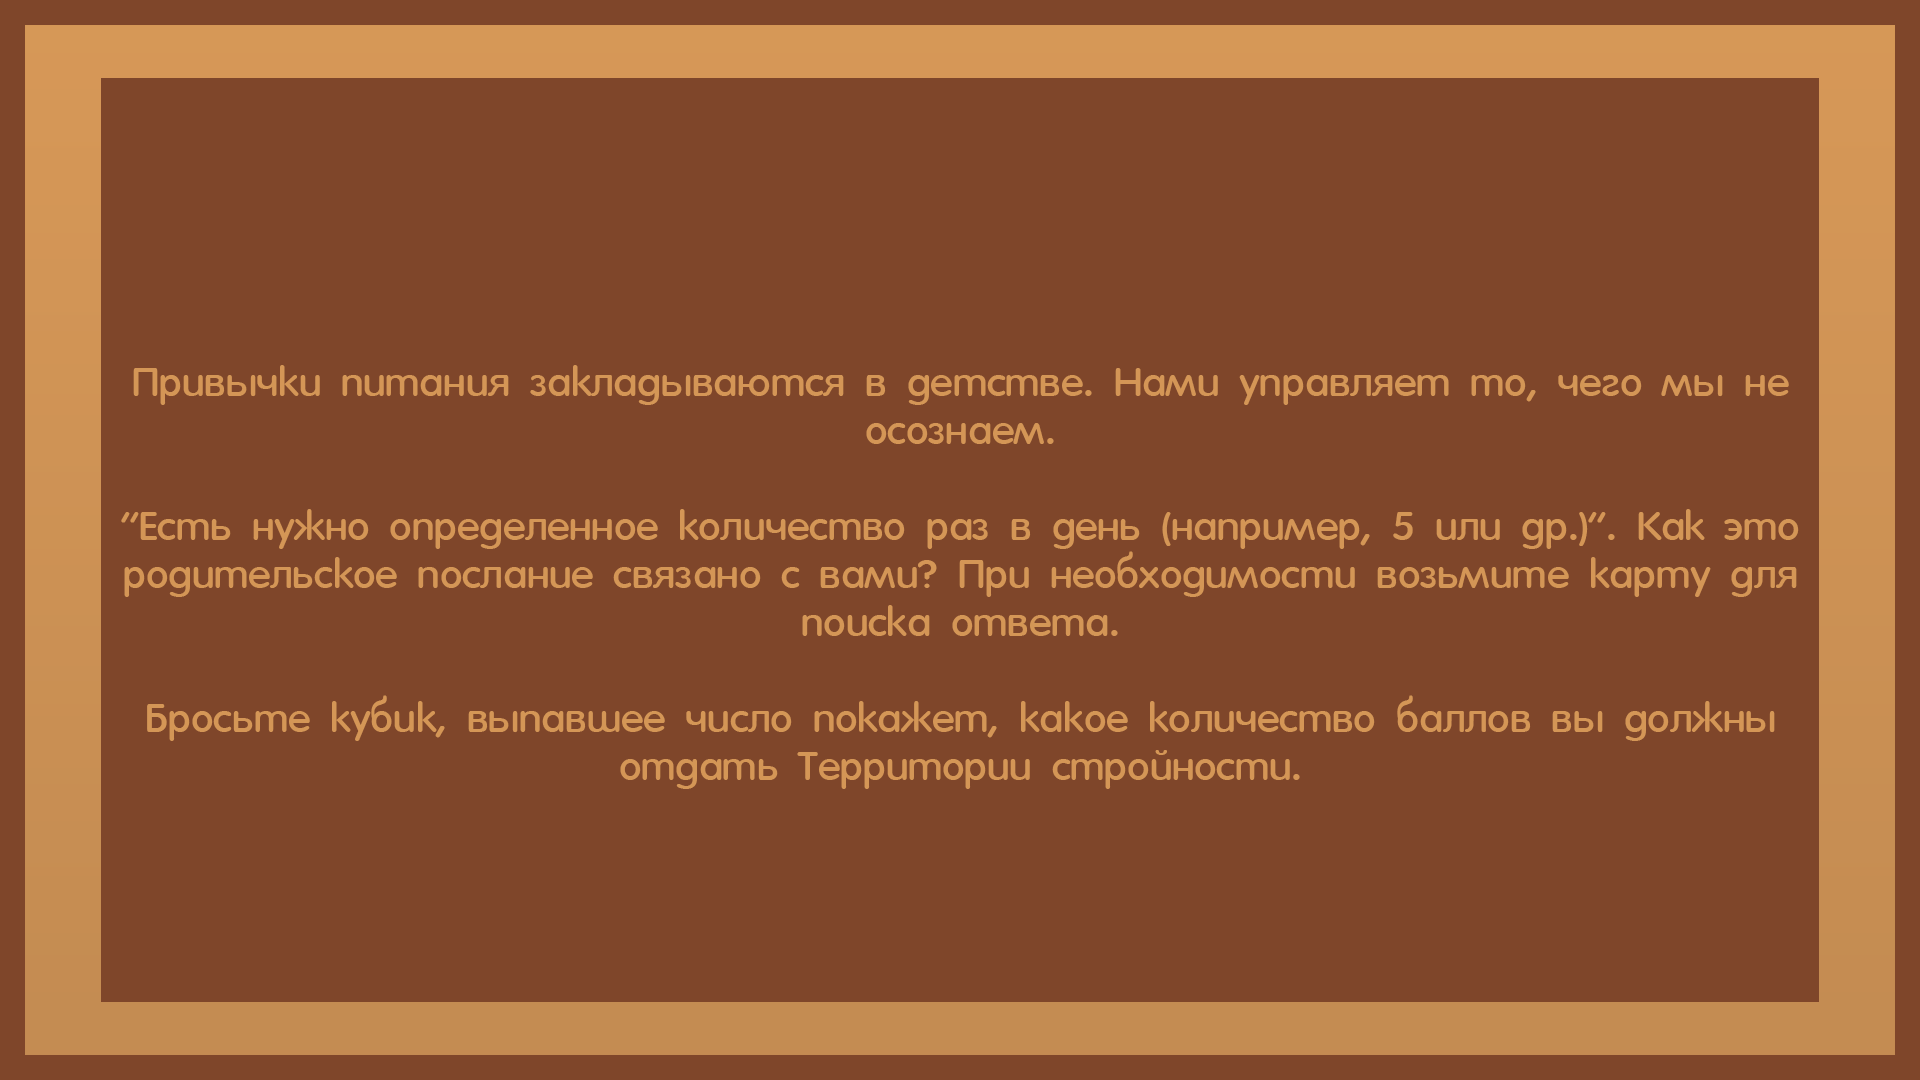 Привычки питания закладываются в детстве. Нами управляет то, чего мы не
осознаем.
"Есть нужно определенное количество раз в день (например, 5 или др.)". Как это
родительское послание связано с вами? При необходимости возьмите карту для
поиска ответа.
Бросьте кубик, выпавшее число покажет, какое количество баллов вы должны
отдать Территории стройности.